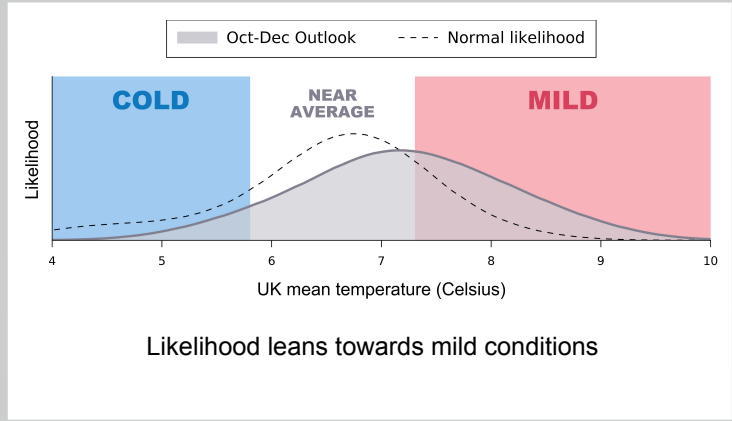 Oct-Dec Outlook
Normal likelihood
COLD
NEAR
AVERAGE
MILD
Likelihood
4 5 6 7 8 9 10
UK mean temperature (Celsius)
Likelihood leans towards mild conditions